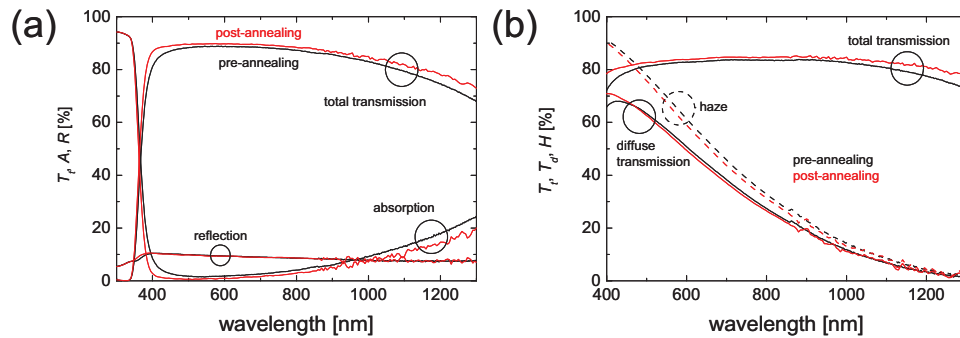 (a)
100
80
60
40
20
0
T_t, A, R [%]
post-annealing
pre-annealing
total transmission
absorption
reflection
400 600 800 1000 1200
wavelength [nm]
(b)
100
80
60
40
20
0
T_t, T_d, H [%]
total transmission
haze
diffuse
transmission
pre-annealing
post-annealing
400 600 800 1000 1200
wavelength [nm]